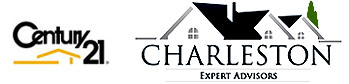 Century
21
CHARLESTON
EXPERT ADVISORS